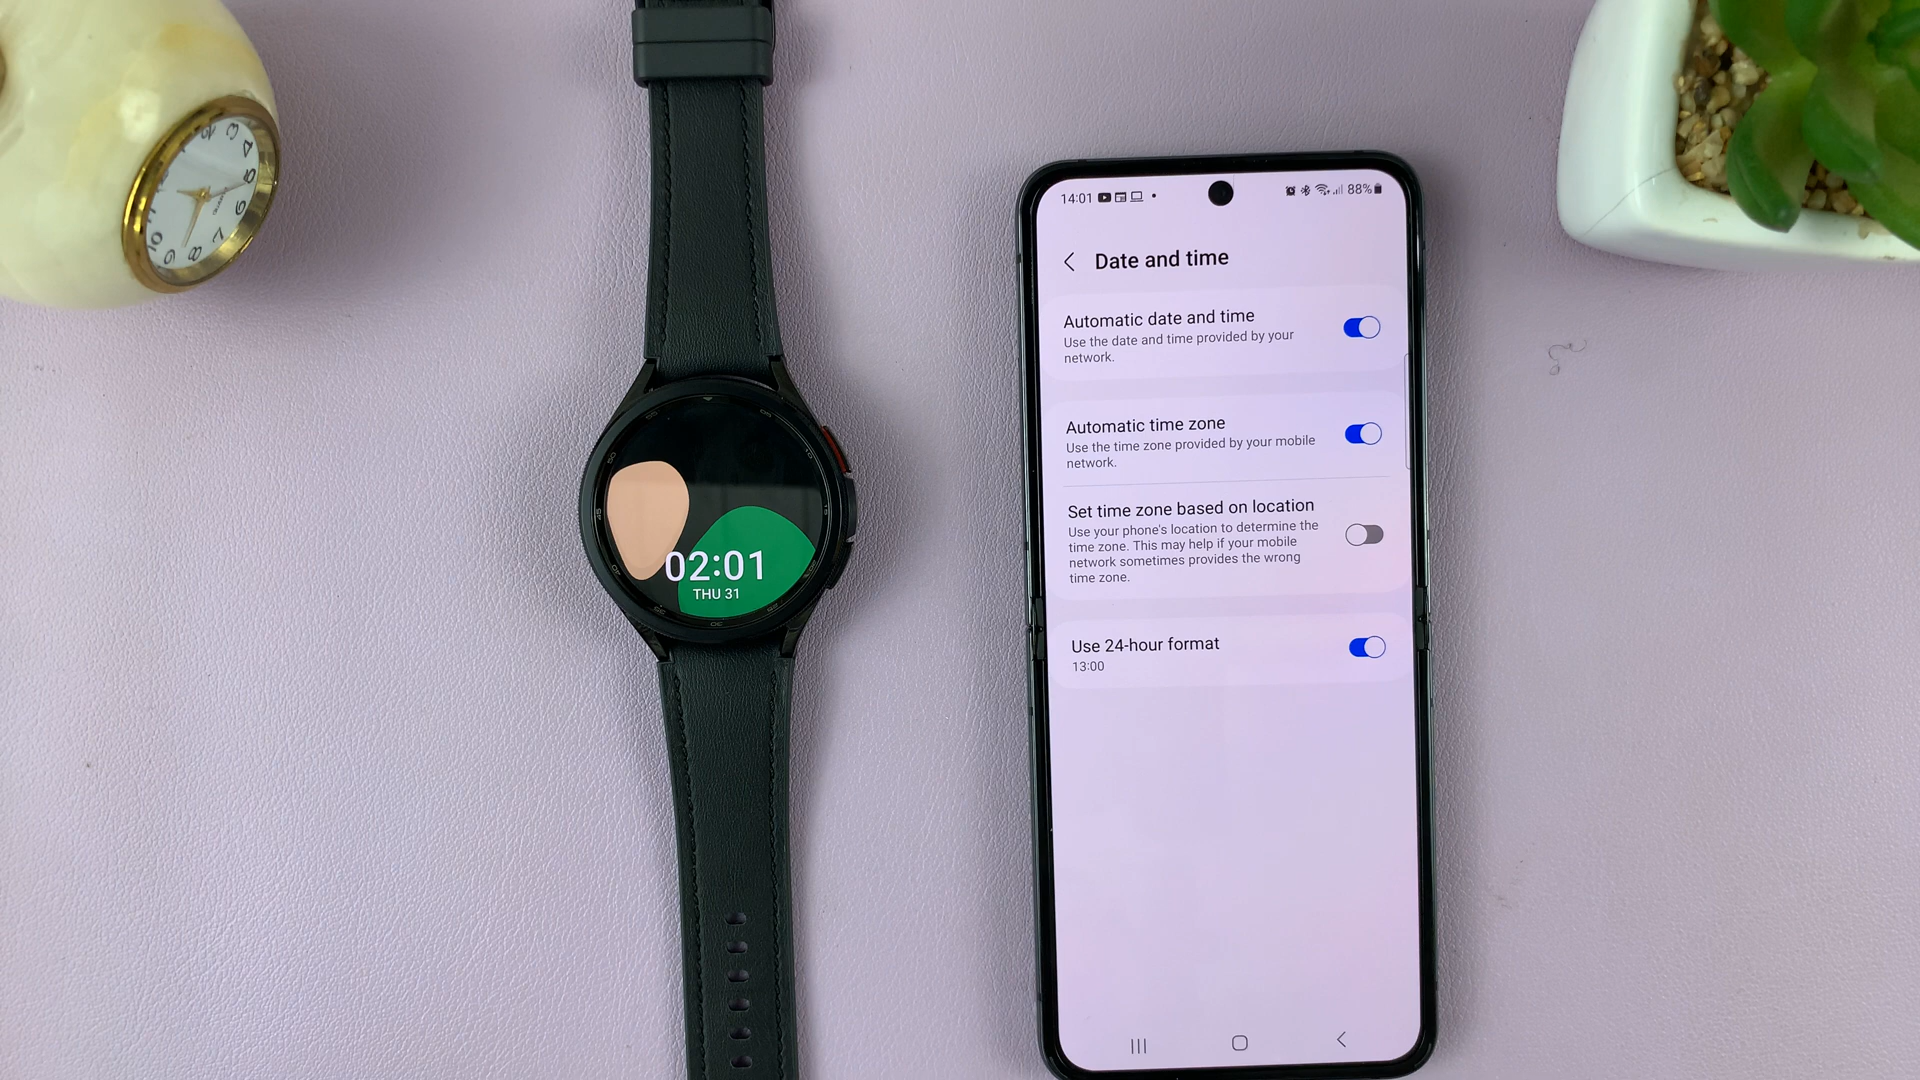 02:01
THU 31
14:01
88%
Date and time
Automatic date and time
Use the date and time provided by your
network.
Automatic time zone
Use the time zone provided by your mobile
network.
Set time zone based on location
Use your phone's location to determine the
time zone. This may help if your mobile
network sometimes provides the wrong
time zone.
Use 24-hour format
13:00